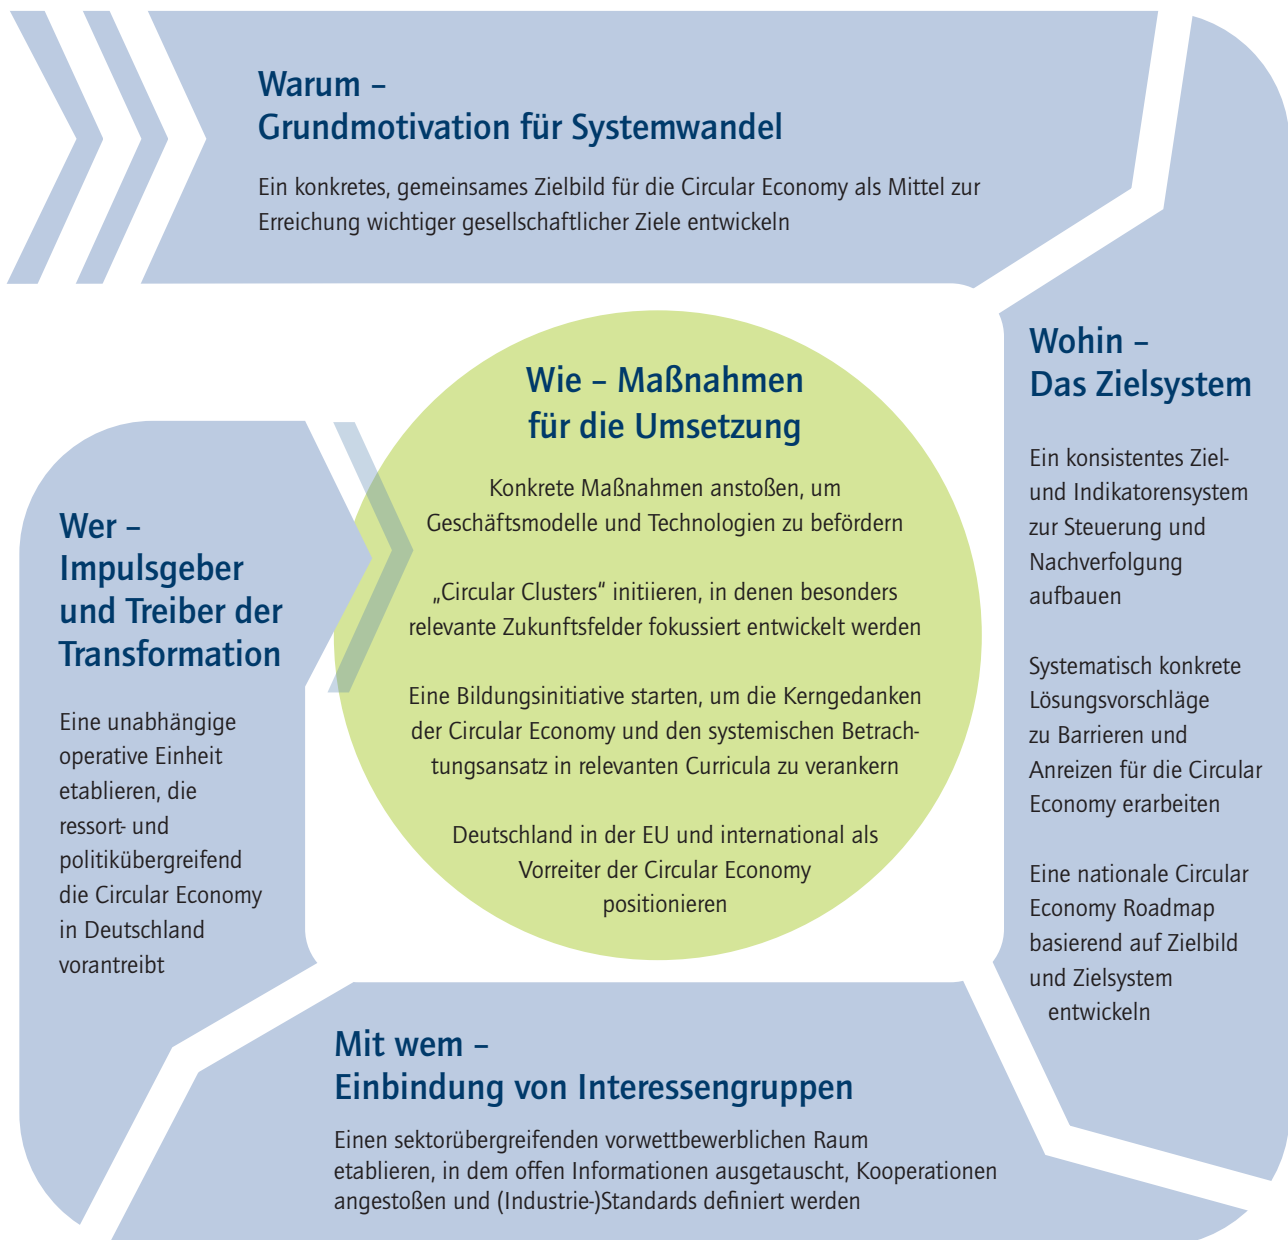 Warum –
Grundmotivation für Systemwandel
Ein konkretes, gemeinsames Zielbild für die Circular Economy als Mittel zur
Erreichung wichtiger gesellschaftlicher Ziele entwickeln
Wohin –
Das Zielsystem
Ein konsistentes Ziel-
und Indikatorensystem
zur Steuerung und
Nachverfolgung
aufbauen
Systematisch konkrete
Lösungsvorschläge
zu Barrieren und
Anreizen für die Circular
Economy erarbeiten
Eine nationale Circular
Economy Roadmap
basierend auf Zielbild
und Zielsystem
entwickeln
Mit wem –
Einbindung von Interessengruppen
Einen sektorübergreifenden vorwettbewerblichen Raum
etablieren, in dem offen Informationen ausgetauscht, Kooperationen
angestoßen und (Industrie-)Standards definiert werden
Wer –
Impulsgeber
und Treiber der
Transformation
Eine unabhängige
operative Einheit
etablieren, die
ressort- und
politikübergreifend
die Circular Economy
in Deutschland
vorantreibt
Wie – Maßnahmen
für die Umsetzung
Konkrete Maßnahmen anstoßen, um
Geschäftsmodelle und Technologien zu befördern
„Circular Clusters“ initiieren, in denen besonders
relevante Zukunftsfelder fokussiert entwickelt werden
Eine Bildungsinitiative starten, um die Kerngedanken
der Circular Economy und den systemischen Betrach-
tungsansatz in relevanten Curricula zu verankern
Deutschland in der EU und international als
Vorreiter der Circular Economy
positionieren